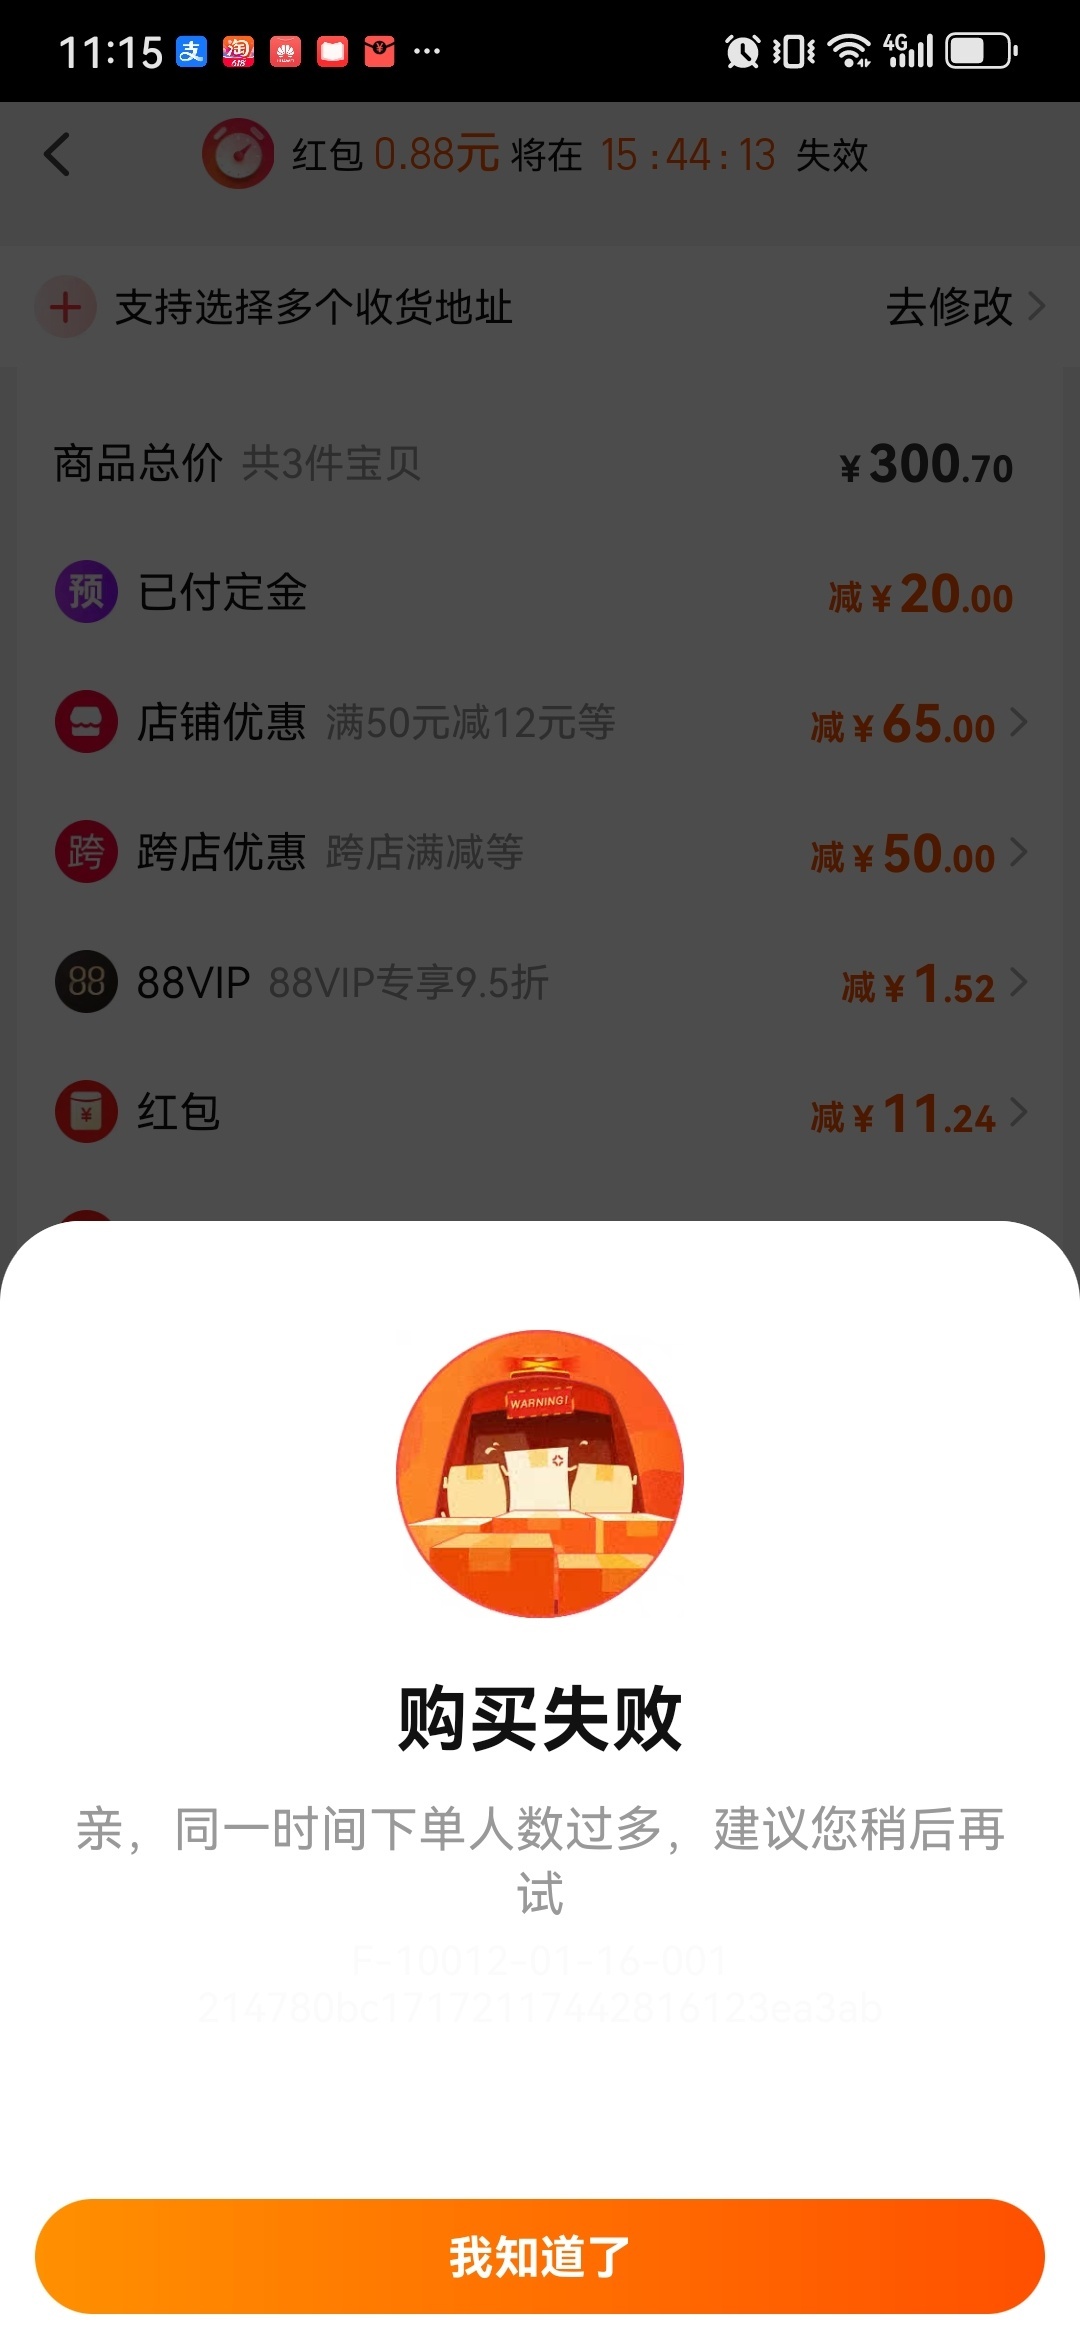 11:15 支 淘 618 ¥ ... 4G
红包 0.88元 将在 15:44:13 失效
支持选择多个收货地址 去修改
商品总价 共3件宝贝 ¥300.70
预 已付定金 减¥20.00
店铺优惠 满50元减12元等 减¥65.00
跨 跨店优惠 跨店满减等 减¥50.00
88 88VIP 88VIP专享9.5折 减¥1.52
¥ 红包 减¥11.24
WARNING!
购买失败
亲，同一时间下单人数过多，建议您稍后再
试
F-10012-01-16-001
214780bc17172117442816123ea3ab
我知道了